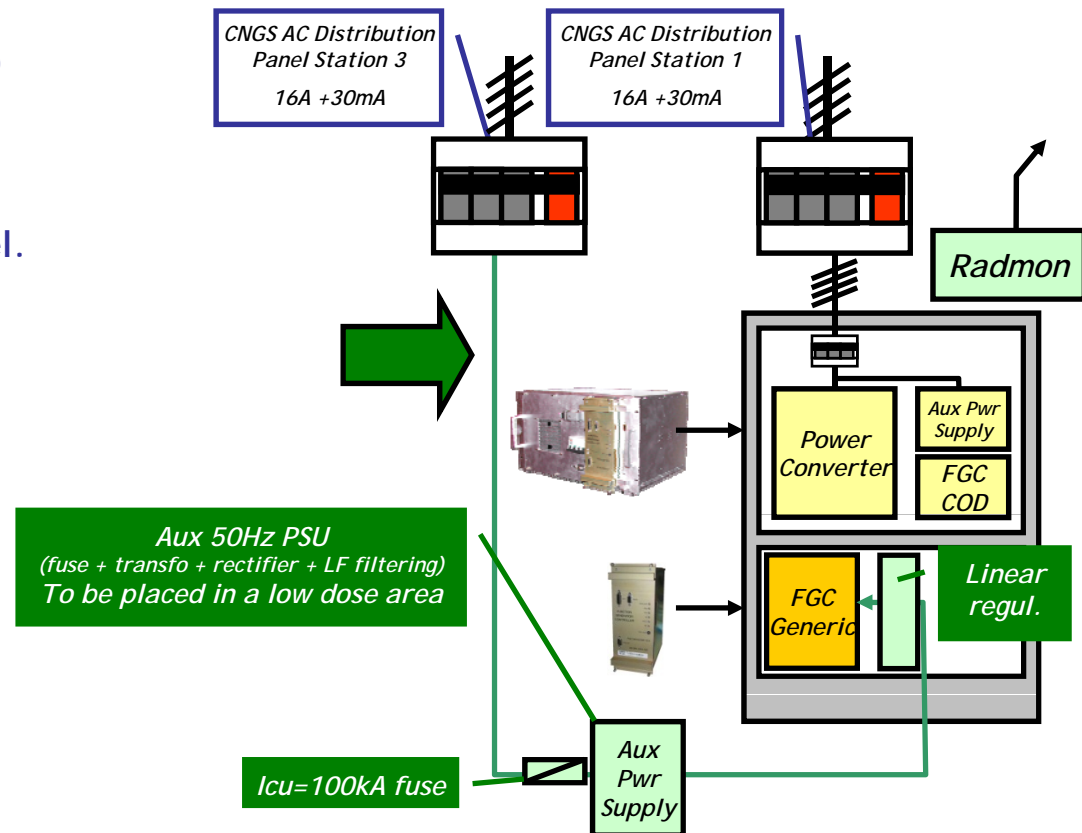 CNGS AC Distribution
Panel Station 3
16A +30mA
CNGS AC Distribution
Panel Station 1
16A +30mA
el.
Radmon
Power
Converter
Aux Pwr
Supply
FGC
COD
Aux 50Hz PSU
(fuse + transfo + rectifier + LF filtering)
To be placed in a low dose area
FGC
Generic
Linear
regul.
Icu=100kA fuse
Aux
Pwr
Supply